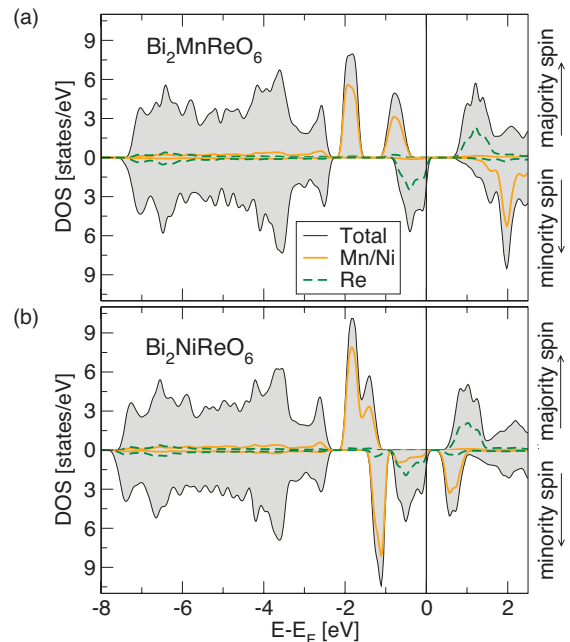 (a)
Bi₂MnReO₆
9
6
3
0
3
6
9
DOS [states/eV]
majority spin
minority spin
Total
Mn/Ni
Re
(b)
Bi₂NiReO₆
9
6
3
0
3
6
9
DOS [states/eV]
majority spin
minority spin
-8 -6 -4 -2 0 2
E-E_F [eV]